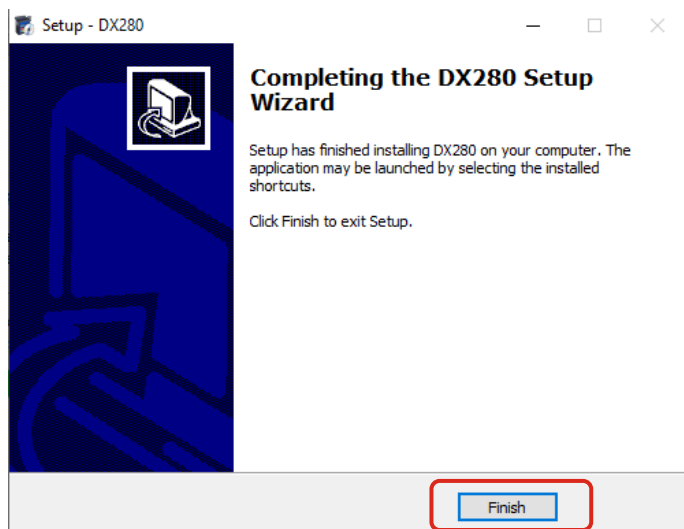 Setup - DX280
Completing the DX280 Setup
Wizard
Setup has finished installing DX280 on your computer. The
application may be launched by selecting the installed
shortcuts.
Click Finish to exit Setup.
Finish